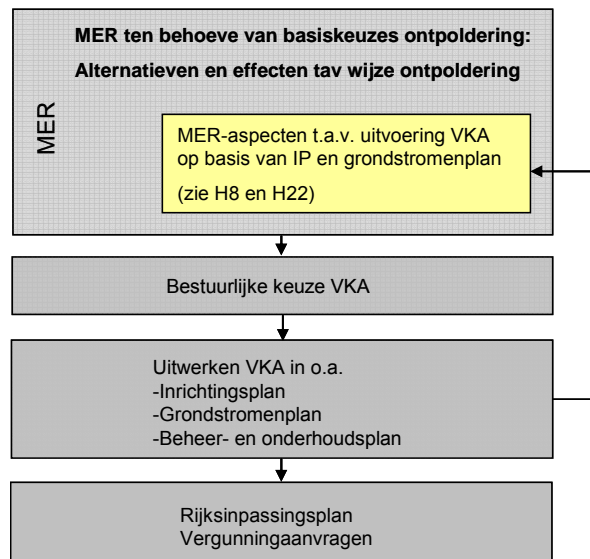 MER ten behoeve van basiskeuzes ontpoldering:
Alternatieven en effecten tav wijze ontpoldering
MER
MER-aspecten t.a.v. uitvoering VKA
op basis van IP en grondstromenplan
(zie H8 en H22)
Bestuurlijke keuze VKA
Uitwerken VKA in o.a.
-Inrichtingsplan
-Grondstromenplan
-Beheer- en onderhoudsplan
Rijksinpassingsplan
Vergunningaanvragen